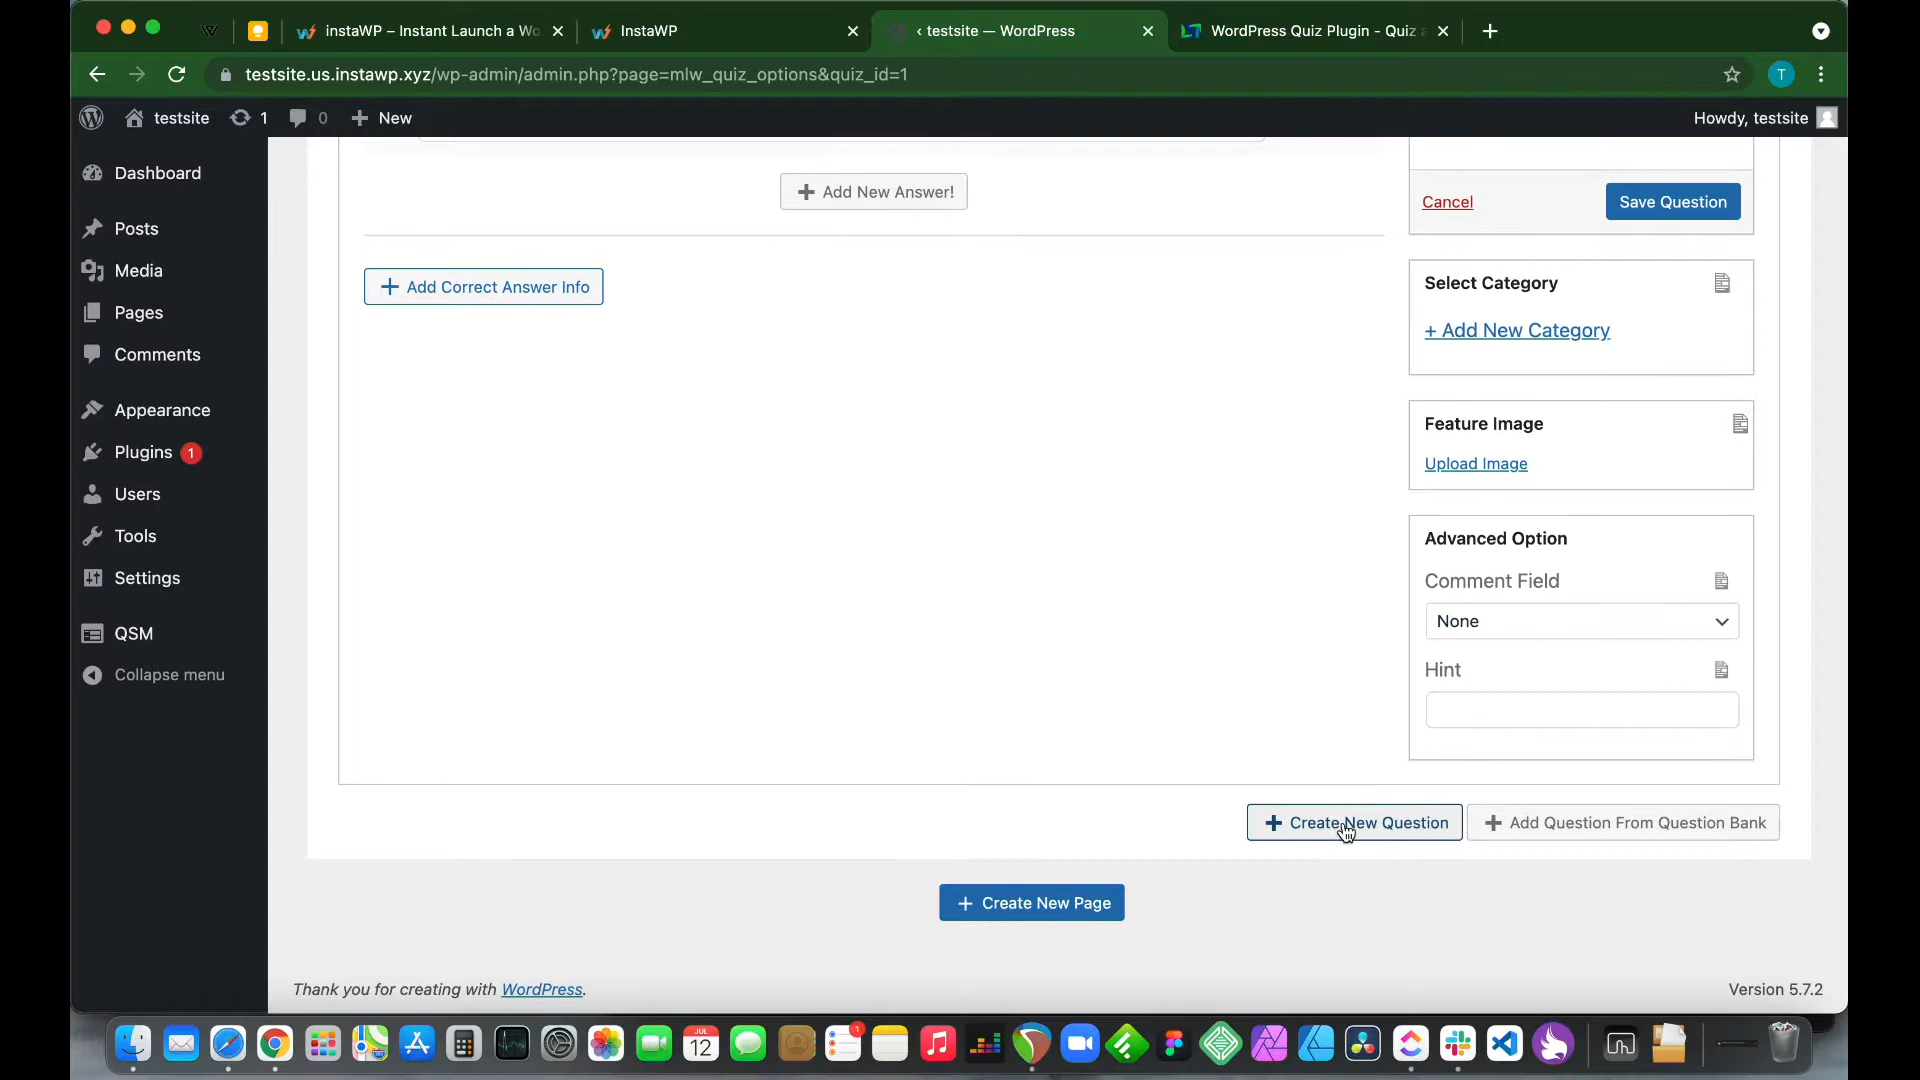 instaWP – Instant Launch a Wo
InstaWP
‹ testsite — WordPress
WordPress Quiz Plugin - Quiz a
testsite.us.instawp.xyz/wp-admin/admin.php?page=mlw_quiz_options&quiz_id=1
T
testsite
1
0
New
Howdy, testsite
Dashboard
Posts
Media
Pages
Comments
Appearance
Plugins 1
Users
Tools
Settings
QSM
Collapse menu
Add New Answer!
Add Correct Answer Info
Cancel
Save Question
Select Category
+ Add New Category
Feature Image
Upload Image
Advanced Option
Comment Field
None
Hint
Create New Question
Add Question From Question Bank
Create New Page
Thank you for creating with WordPress.
Version 5.7.2
JUL
12
1